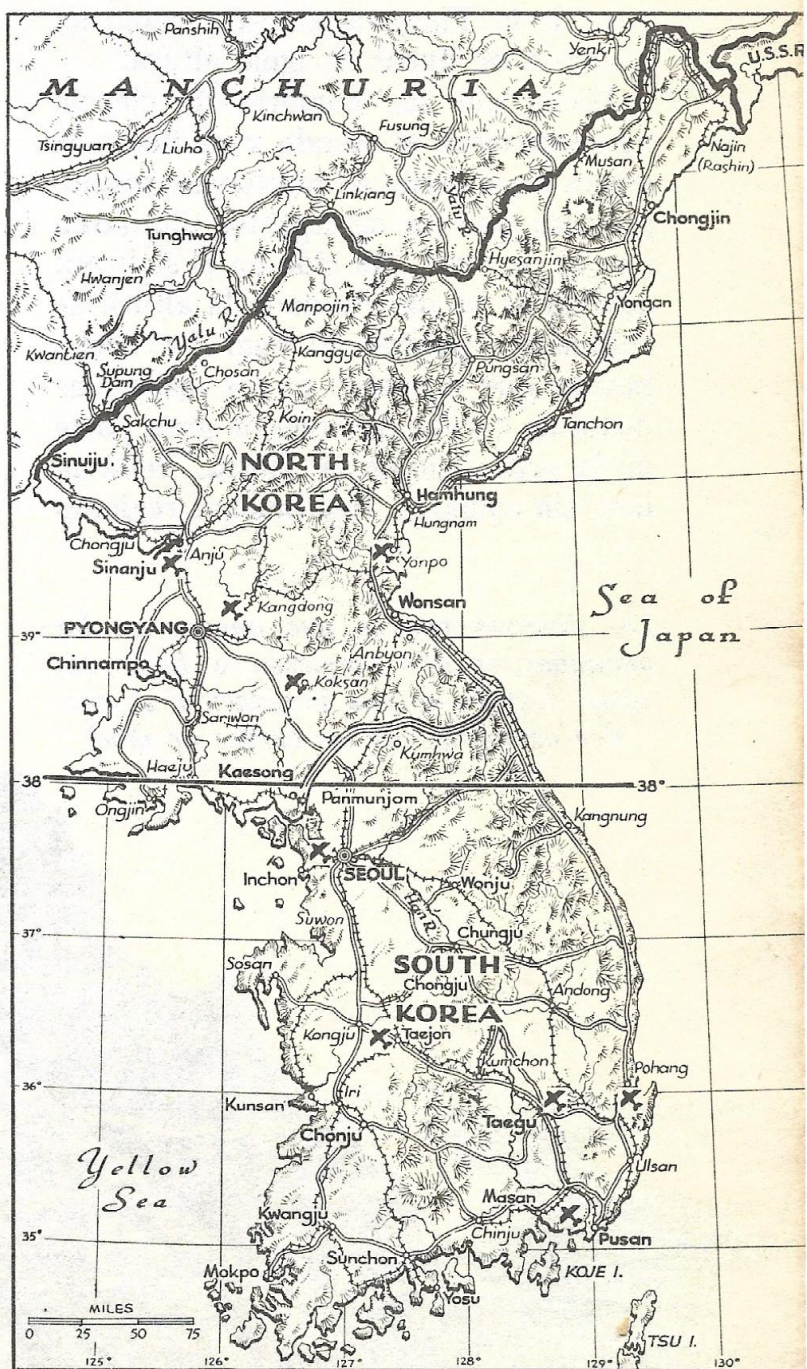 Panshih
Yenki
U.S.S.R
MANCHURIA
Kinchwan
Fusung
Tsingyuan
Liuho
Musan
Najin
(Rashin)
Linkiang
Yalu R.
Chongjin
Tunghwa
Hyesanjin
Hwanjen
Yongan
Manpojin
Yalu R.
Kwantien
Kanggye
Supung
Dam
Chosan
Pungsan
Sakchu
Koin
Tanchon
Sinuiju
NORTH
KOREA
Hamhung
Hungnam
Chongju
Anju
Yonpo
Sinanju
Kangdong
Wonsan
Sea of
Japan
39°
PYONGYANG
Anbyon
Chinnampo
Koksan
Sariwon
Kumhwa
Haeju
Kaesong
38°
38°
Ongjin
Panmunjom
Kangnung
Inchon
SEOUL
Wonju
Han R.
37°
Suwon
Chungju
Sosan
SOUTH
Chongju
KOREA
Andong
Kongju
Taejon
Kumchon
Pohang
36°
Kunsan
Iri
Taegu
Chonju
Yellow
Sea
Ulsan
Masan
Kwangju
Chinju
35°
Pusan
Sunchon
Mokpo
KOJE I.
Yosu
MILES
0 25 50 75
TSU I.
125° 126° 127° 128° 129° 130°